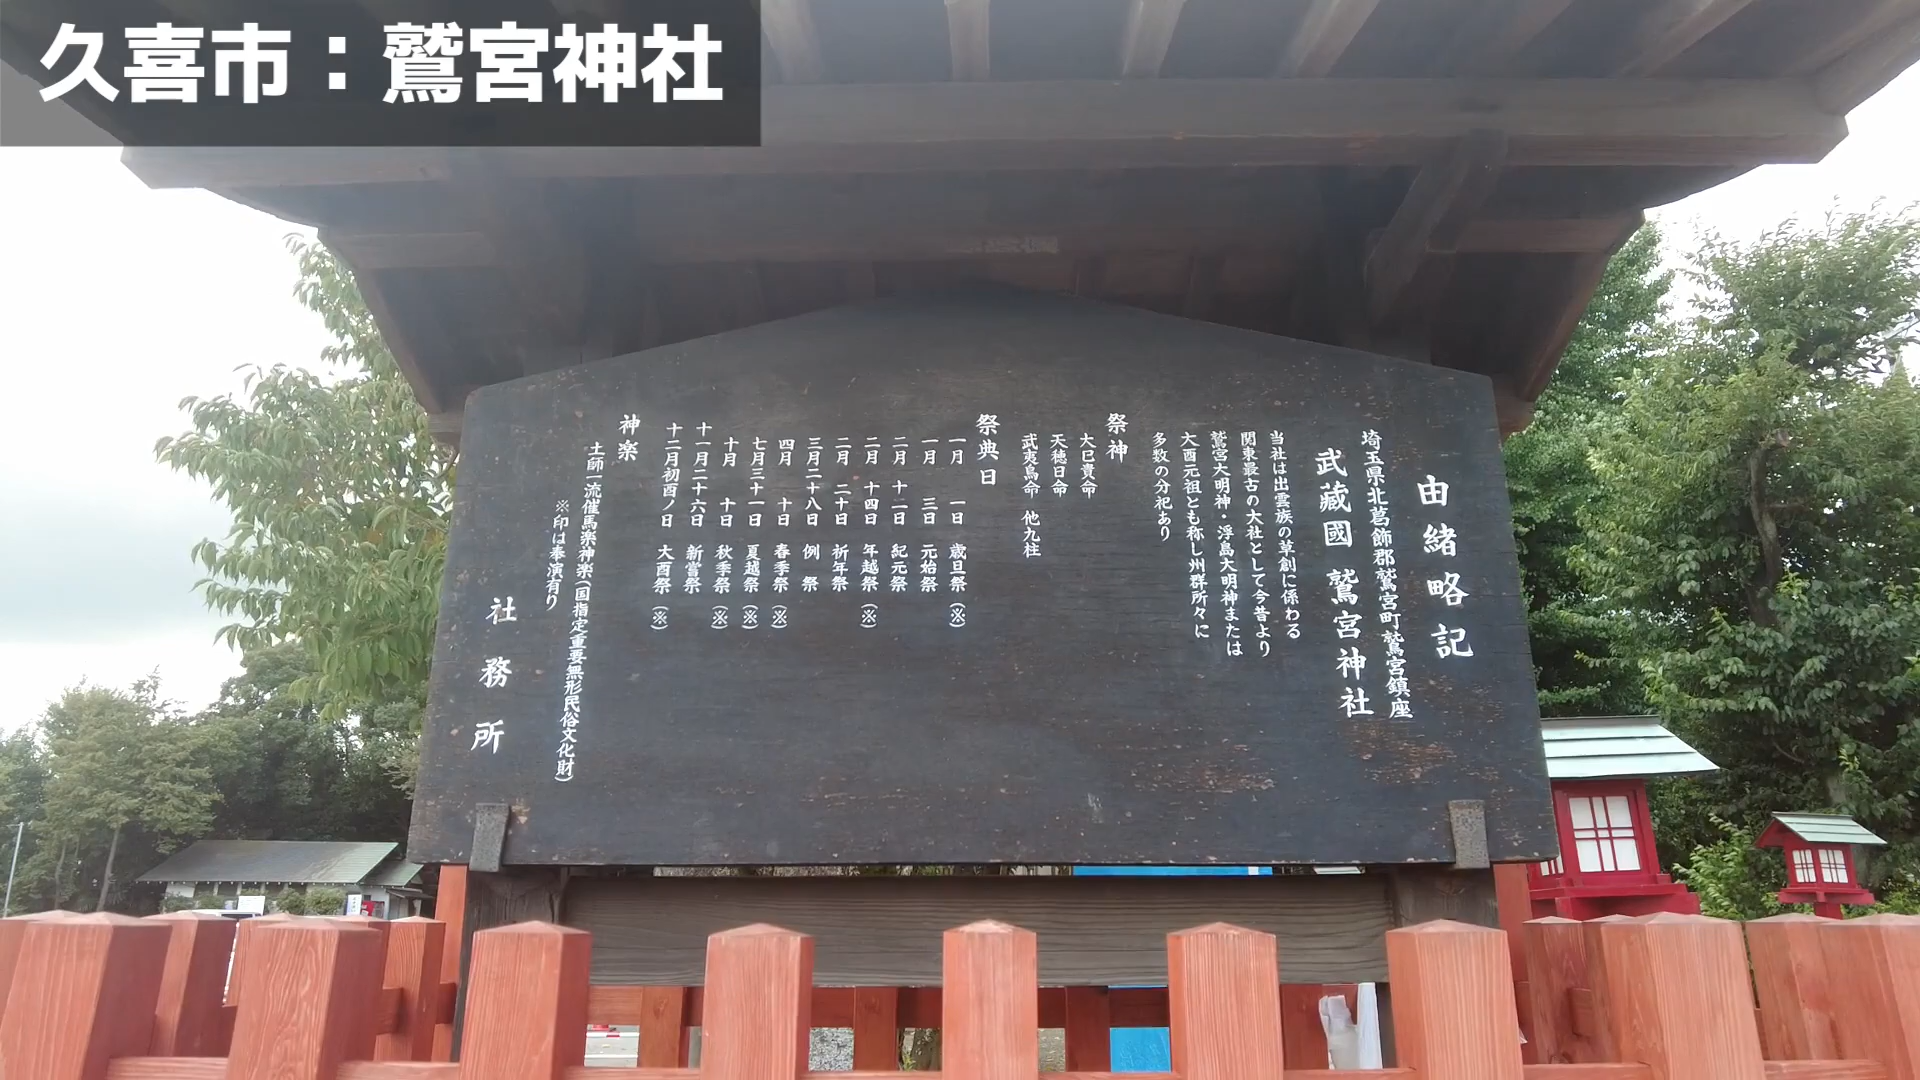 久喜市：鷲宮神社
由緒略記
埼玉県北葛飾郡鷲宮町鷲宮鎮座
武蔵國 鷲宮神社
当社は出雲族の草創に係わる
関東最古の大社として今昔より
鷲宮大明神・浮島大明神または
大酉元祖とも称し州群所々に
多数の分祀あり
祭神
大巳貴命
天穂日命
武夷鳥命 他九柱
祭典日
一月 一日 歳旦祭（※）
一月 三日 元始祭
二月 十一日 紀元祭
二月 十四日 年越祭（※）
二月 二十日 祈年祭
三月二十八日 例 祭
四月 十日 春季祭（※）
七月三十一日 夏越祭（※）
十月 十日 秋季祭（※）
十一月二十六日 新嘗祭
十二月初酉ノ日 大酉祭（※）
神楽
土師一流催馬楽神楽（国指定重要無形民俗文化財）
※印は奉演有り
社務所